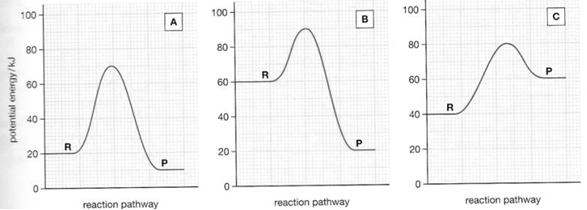 potential energy/kJ
100
80
60
40
20
0
R
P
A
reaction pathway
100
80
60
40
20
0
R
P
B
reaction pathway
100
80
60
40
20
0
R
P
C
reaction pathway